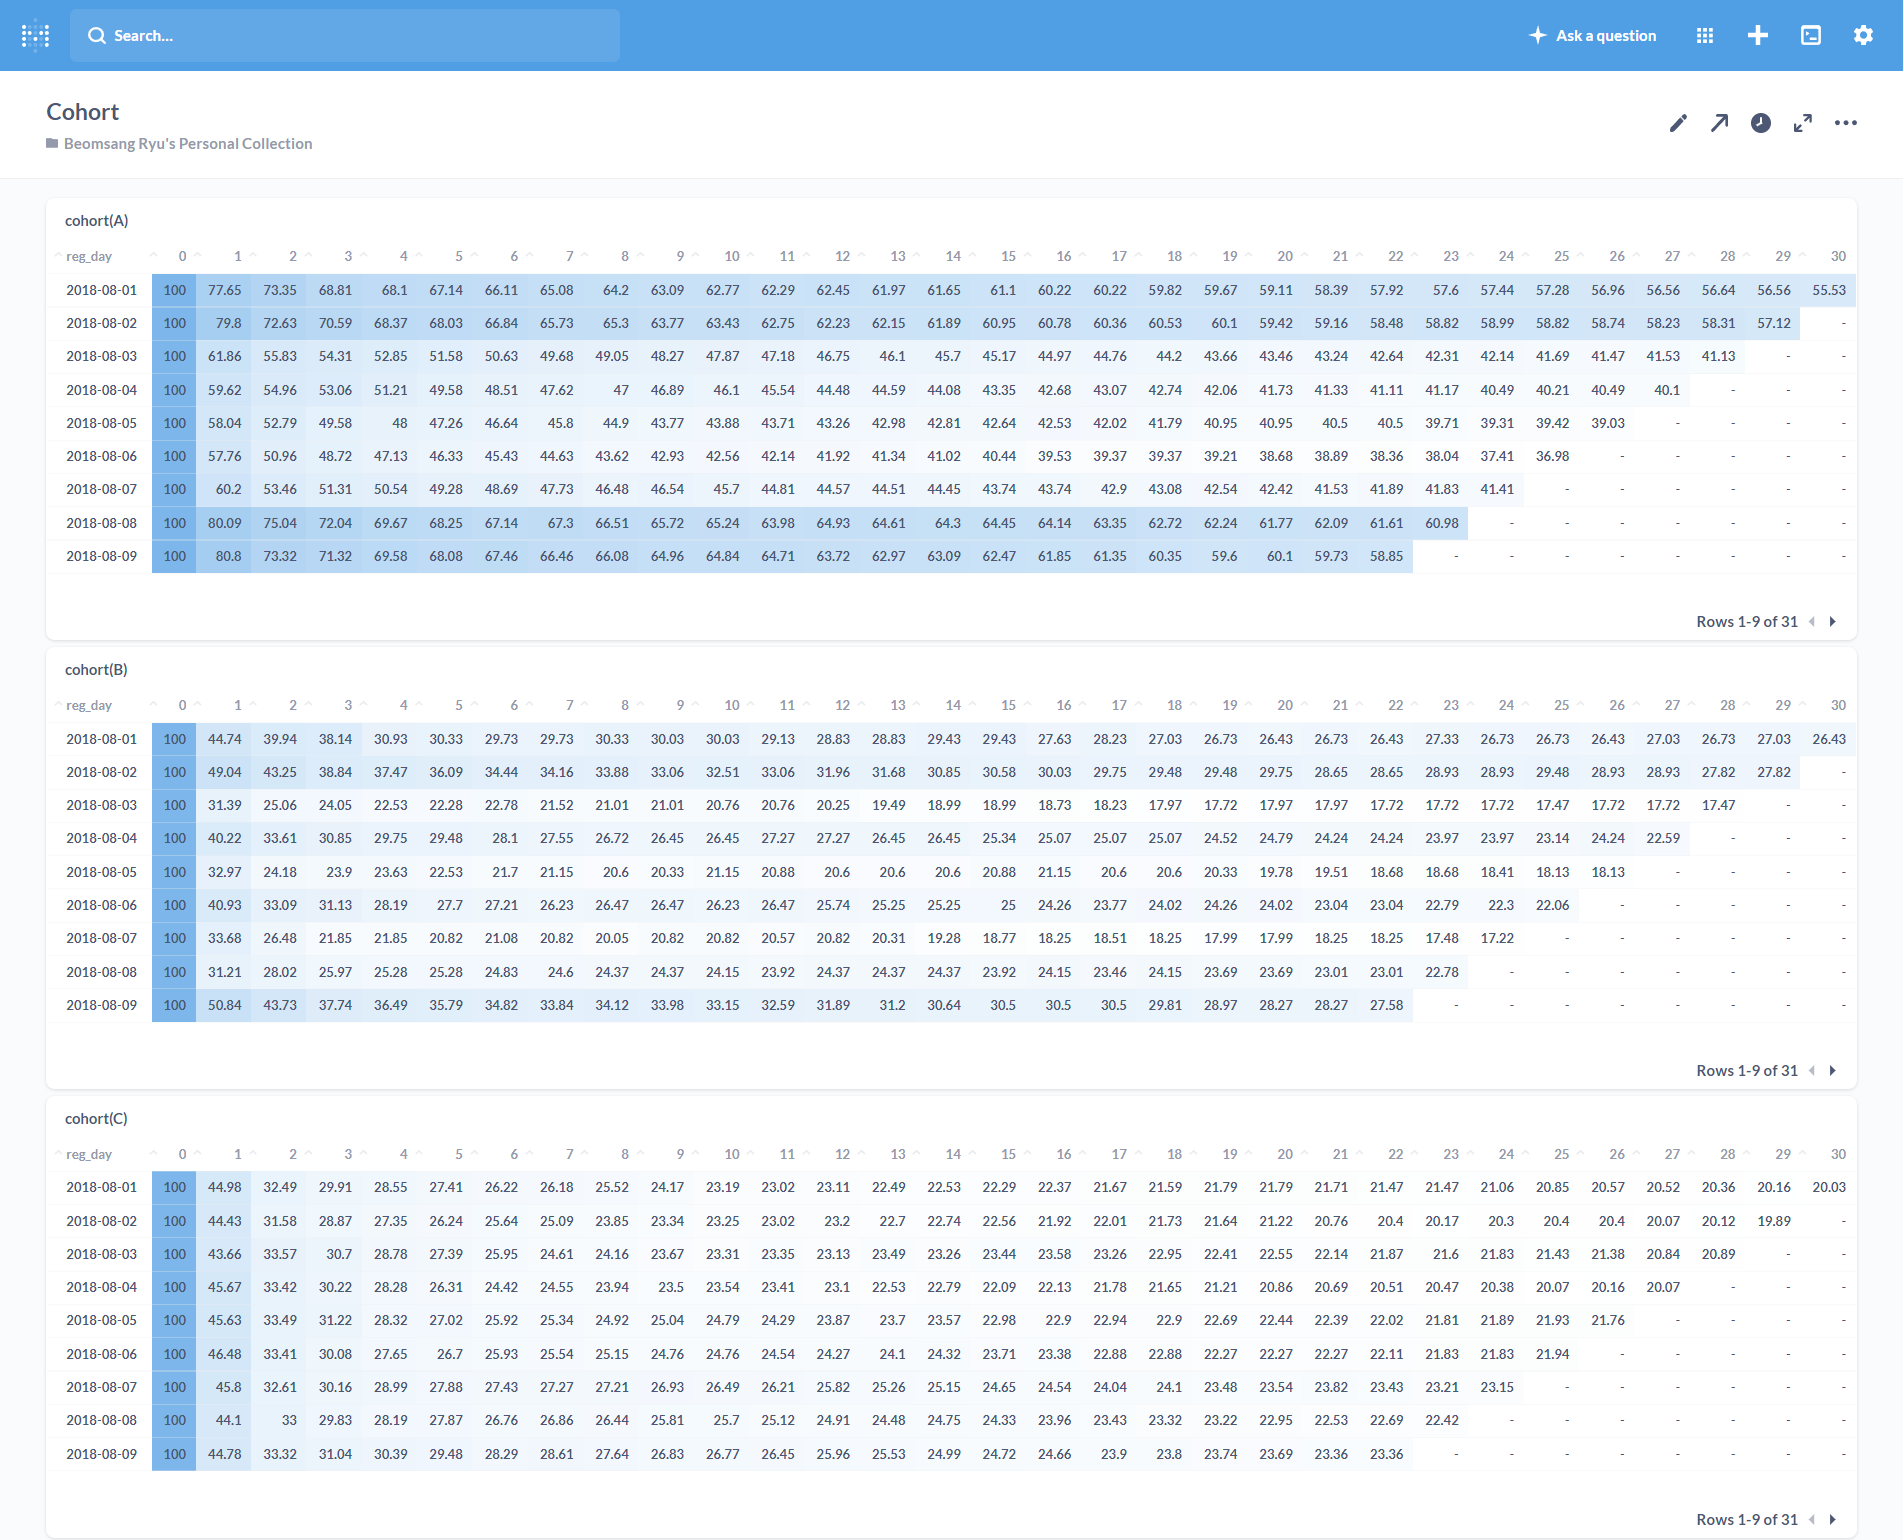 Search...
Ask a question
Cohort
Beomsang Ryu's Personal Collection
cohort(A)
reg_day 0 1 2 3 4 5 6 7 8 9 10 11 12 13 14 15 16 17 18 19 20 21 22 23 24 25 26 27 28 29 30
2018-08-01 100 77.65 73.35 68.81 68.1 67.14 66.11 65.08 64.2 63.09 62.77 62.29 62.45 61.97 61.65 61.1 60.22 60.22 59.82 59.67 59.11 58.39 57.92 57.6 57.44 57.28 56.96 56.56 56.64 56.56 55.53
2018-08-02 100 79.8 72.63 70.59 68.37 68.03 66.84 65.73 65.3 63.77 63.43 62.75 62.23 62.15 61.89 60.95 60.78 60.36 60.53 60.1 59.42 59.16 58.48 58.82 58.99 58.82 58.74 58.23 58.31 57.12 -
2018-08-03 100 61.86 55.83 54.31 52.85 51.58 50.63 49.68 49.05 48.27 47.87 47.18 46.75 46.1 45.7 45.17 44.97 44.76 44.2 43.66 43.46 43.24 42.64 42.31 42.14 41.69 41.47 41.53 41.13 - -
2018-08-04 100 59.62 54.96 53.06 51.21 49.58 48.51 47.62 47 46.89 46.1 45.54 44.48 44.59 44.08 43.35 42.68 43.07 42.74 42.06 41.73 41.33 41.11 41.17 40.49 40.21 40.49 40.1 - - -
2018-08-05 100 58.04 52.79 49.58 48 47.26 46.64 45.8 44.9 43.77 43.88 43.71 43.26 42.98 42.81 42.64 42.53 42.02 41.79 40.95 40.95 40.5 40.5 39.71 39.31 39.42 39.03 - - - -
2018-08-06 100 57.76 50.96 48.72 47.13 46.33 45.43 44.63 43.62 42.93 42.56 42.14 41.92 41.34 41.02 40.44 39.53 39.37 39.37 39.21 38.68 38.89 38.36 38.04 37.41 36.98 - - - - -
2018-08-07 100 60.2 53.46 51.31 50.54 49.28 48.69 47.73 46.48 46.54 45.7 44.81 44.57 44.51 44.45 43.74 43.74 42.9 43.08 42.54 42.42 41.53 41.89 41.83 41.41 - - - - - -
2018-08-08 100 80.09 75.04 72.04 69.67 68.25 67.14 67.3 66.51 65.72 65.24 63.98 64.93 64.61 64.3 64.45 64.14 63.35 62.72 62.24 61.77 62.09 61.61 60.98 - - - - - - -
2018-08-09 100 80.8 73.32 71.32 69.58 68.08 67.46 66.46 66.08 64.96 64.84 64.71 63.72 62.97 63.09 62.47 61.85 61.35 60.35 59.6 60.1 59.73 58.85 - - - - - - - -
Rows 1-9 of 31
cohort(B)
reg_day 0 1 2 3 4 5 6 7 8 9 10 11 12 13 14 15 16 17 18 19 20 21 22 23 24 25 26 27 28 29 30
2018-08-01 100 44.74 39.94 38.14 30.93 30.33 29.73 29.73 30.33 30.03 30.03 29.13 28.83 28.83 29.43 29.43 27.63 28.23 27.03 26.73 26.43 26.73 26.43 27.33 26.73 26.73 26.43 27.03 26.73 27.03 26.43
2018-08-02 100 49.04 43.25 38.84 37.47 36.09 34.44 34.16 33.88 33.06 32.51 33.06 31.96 31.68 30.85 30.58 30.03 29.75 29.48 29.48 29.75 28.65 28.65 28.93 28.93 29.48 28.93 28.93 27.82 27.82 -
2018-08-03 100 31.39 25.06 24.05 22.53 22.28 22.78 21.52 21.01 21.01 20.76 20.76 20.25 19.49 18.99 18.99 18.73 18.23 17.97 17.72 17.97 17.97 17.72 17.72 17.72 17.47 17.72 17.72 17.47 - -
2018-08-04 100 40.22 33.61 30.85 29.75 29.48 28.1 27.55 26.72 26.45 26.45 27.27 27.27 26.45 26.45 25.34 25.07 25.07 25.07 24.52 24.79 24.24 24.24 23.97 23.97 23.14 24.24 22.59 - - -
2018-08-05 100 32.97 24.18 23.9 23.63 22.53 21.7 21.15 20.6 20.33 21.15 20.88 20.6 20.6 20.6 20.88 21.15 20.6 20.6 20.33 19.78 19.51 18.68 18.68 18.41 18.13 18.13 - - - -
2018-08-06 100 40.93 33.09 31.13 28.19 27.7 27.21 26.23 26.47 26.47 26.23 26.47 25.74 25.25 25.25 25 24.26 23.77 24.02 24.26 24.02 23.04 23.04 22.79 22.3 22.06 - - - - -
2018-08-07 100 33.68 26.48 21.85 21.85 20.82 21.08 20.82 20.05 20.82 20.82 20.57 20.82 20.31 19.28 18.77 18.25 18.51 18.25 17.99 17.99 18.25 18.25 17.48 17.22 - - - - - -
2018-08-08 100 31.21 28.02 25.97 25.28 25.28 24.83 24.6 24.37 24.37 24.15 23.92 24.37 24.37 24.37 23.92 24.15 23.46 24.15 23.69 23.69 23.01 23.01 22.78 - - - - - - -
2018-08-09 100 50.84 43.73 37.74 36.49 35.79 34.82 33.84 34.12 33.98 33.15 32.59 31.89 31.2 30.64 30.5 30.5 30.5 29.81 28.97 28.27 28.27 27.58 - - - - - - - -
Rows 1-9 of 31
cohort(C)
reg_day 0 1 2 3 4 5 6 7 8 9 10 11 12 13 14 15 16 17 18 19 20 21 22 23 24 25 26 27 28 29 30
2018-08-01 100 44.98 32.49 29.91 28.55 27.41 26.22 26.18 25.52 24.17 23.19 23.02 23.11 22.49 22.53 22.29 22.37 21.67 21.59 21.79 21.79 21.71 21.47 21.47 21.06 20.85 20.57 20.52 20.36 20.16 20.03
2018-08-02 100 44.43 31.58 28.87 27.35 26.24 25.64 25.09 23.85 23.34 23.25 23.02 23.2 22.7 22.74 22.56 21.92 22.01 21.73 21.64 21.22 20.76 20.4 20.17 20.3 20.4 20.4 20.07 20.12 19.89 -
2018-08-03 100 43.66 33.57 30.7 28.78 27.39 25.95 24.61 24.16 23.67 23.31 23.35 23.13 23.49 23.26 23.44 23.58 23.26 22.95 22.41 22.55 22.14 21.87 21.6 21.83 21.43 21.38 20.84 20.89 - -
2018-08-04 100 45.67 33.42 30.22 28.28 26.31 24.42 24.55 23.94 23.5 23.54 23.41 23.1 22.53 22.79 22.09 22.13 21.78 21.65 21.21 20.86 20.69 20.51 20.47 20.38 20.07 20.16 20.07 - - -
2018-08-05 100 45.63 33.49 31.22 28.32 27.02 25.92 25.34 24.92 25.04 24.79 24.29 23.87 23.7 23.57 22.98 22.9 22.94 22.9 22.69 22.44 22.39 22.02 21.81 21.89 21.93 21.76 - - - -
2018-08-06 100 46.48 33.41 30.08 27.65 26.7 25.93 25.54 25.15 24.76 24.76 24.54 24.27 24.1 24.32 23.71 23.38 22.88 22.88 22.27 22.27 22.27 22.11 21.83 21.83 21.94 - - - - -
2018-08-07 100 45.8 32.61 30.16 28.99 27.88 27.43 27.27 27.21 26.93 26.49 26.21 25.82 25.26 25.15 24.65 24.54 24.04 24.1 23.48 23.54 23.82 23.43 23.21 23.15 - - - - - -
2018-08-08 100 44.1 33 29.83 28.19 27.87 26.76 26.86 26.44 25.81 25.7 25.12 24.91 24.48 24.75 24.33 23.96 23.43 23.32 23.22 22.95 22.53 22.69 22.42 - - - - - - -
2018-08-09 100 44.78 33.32 31.04 30.39 29.48 28.29 28.61 27.64 26.83 26.77 26.45 25.96 25.53 24.99 24.72 24.66 23.9 23.8 23.74 23.69 23.36 23.36 - - - - - - - -
Rows 1-9 of 31